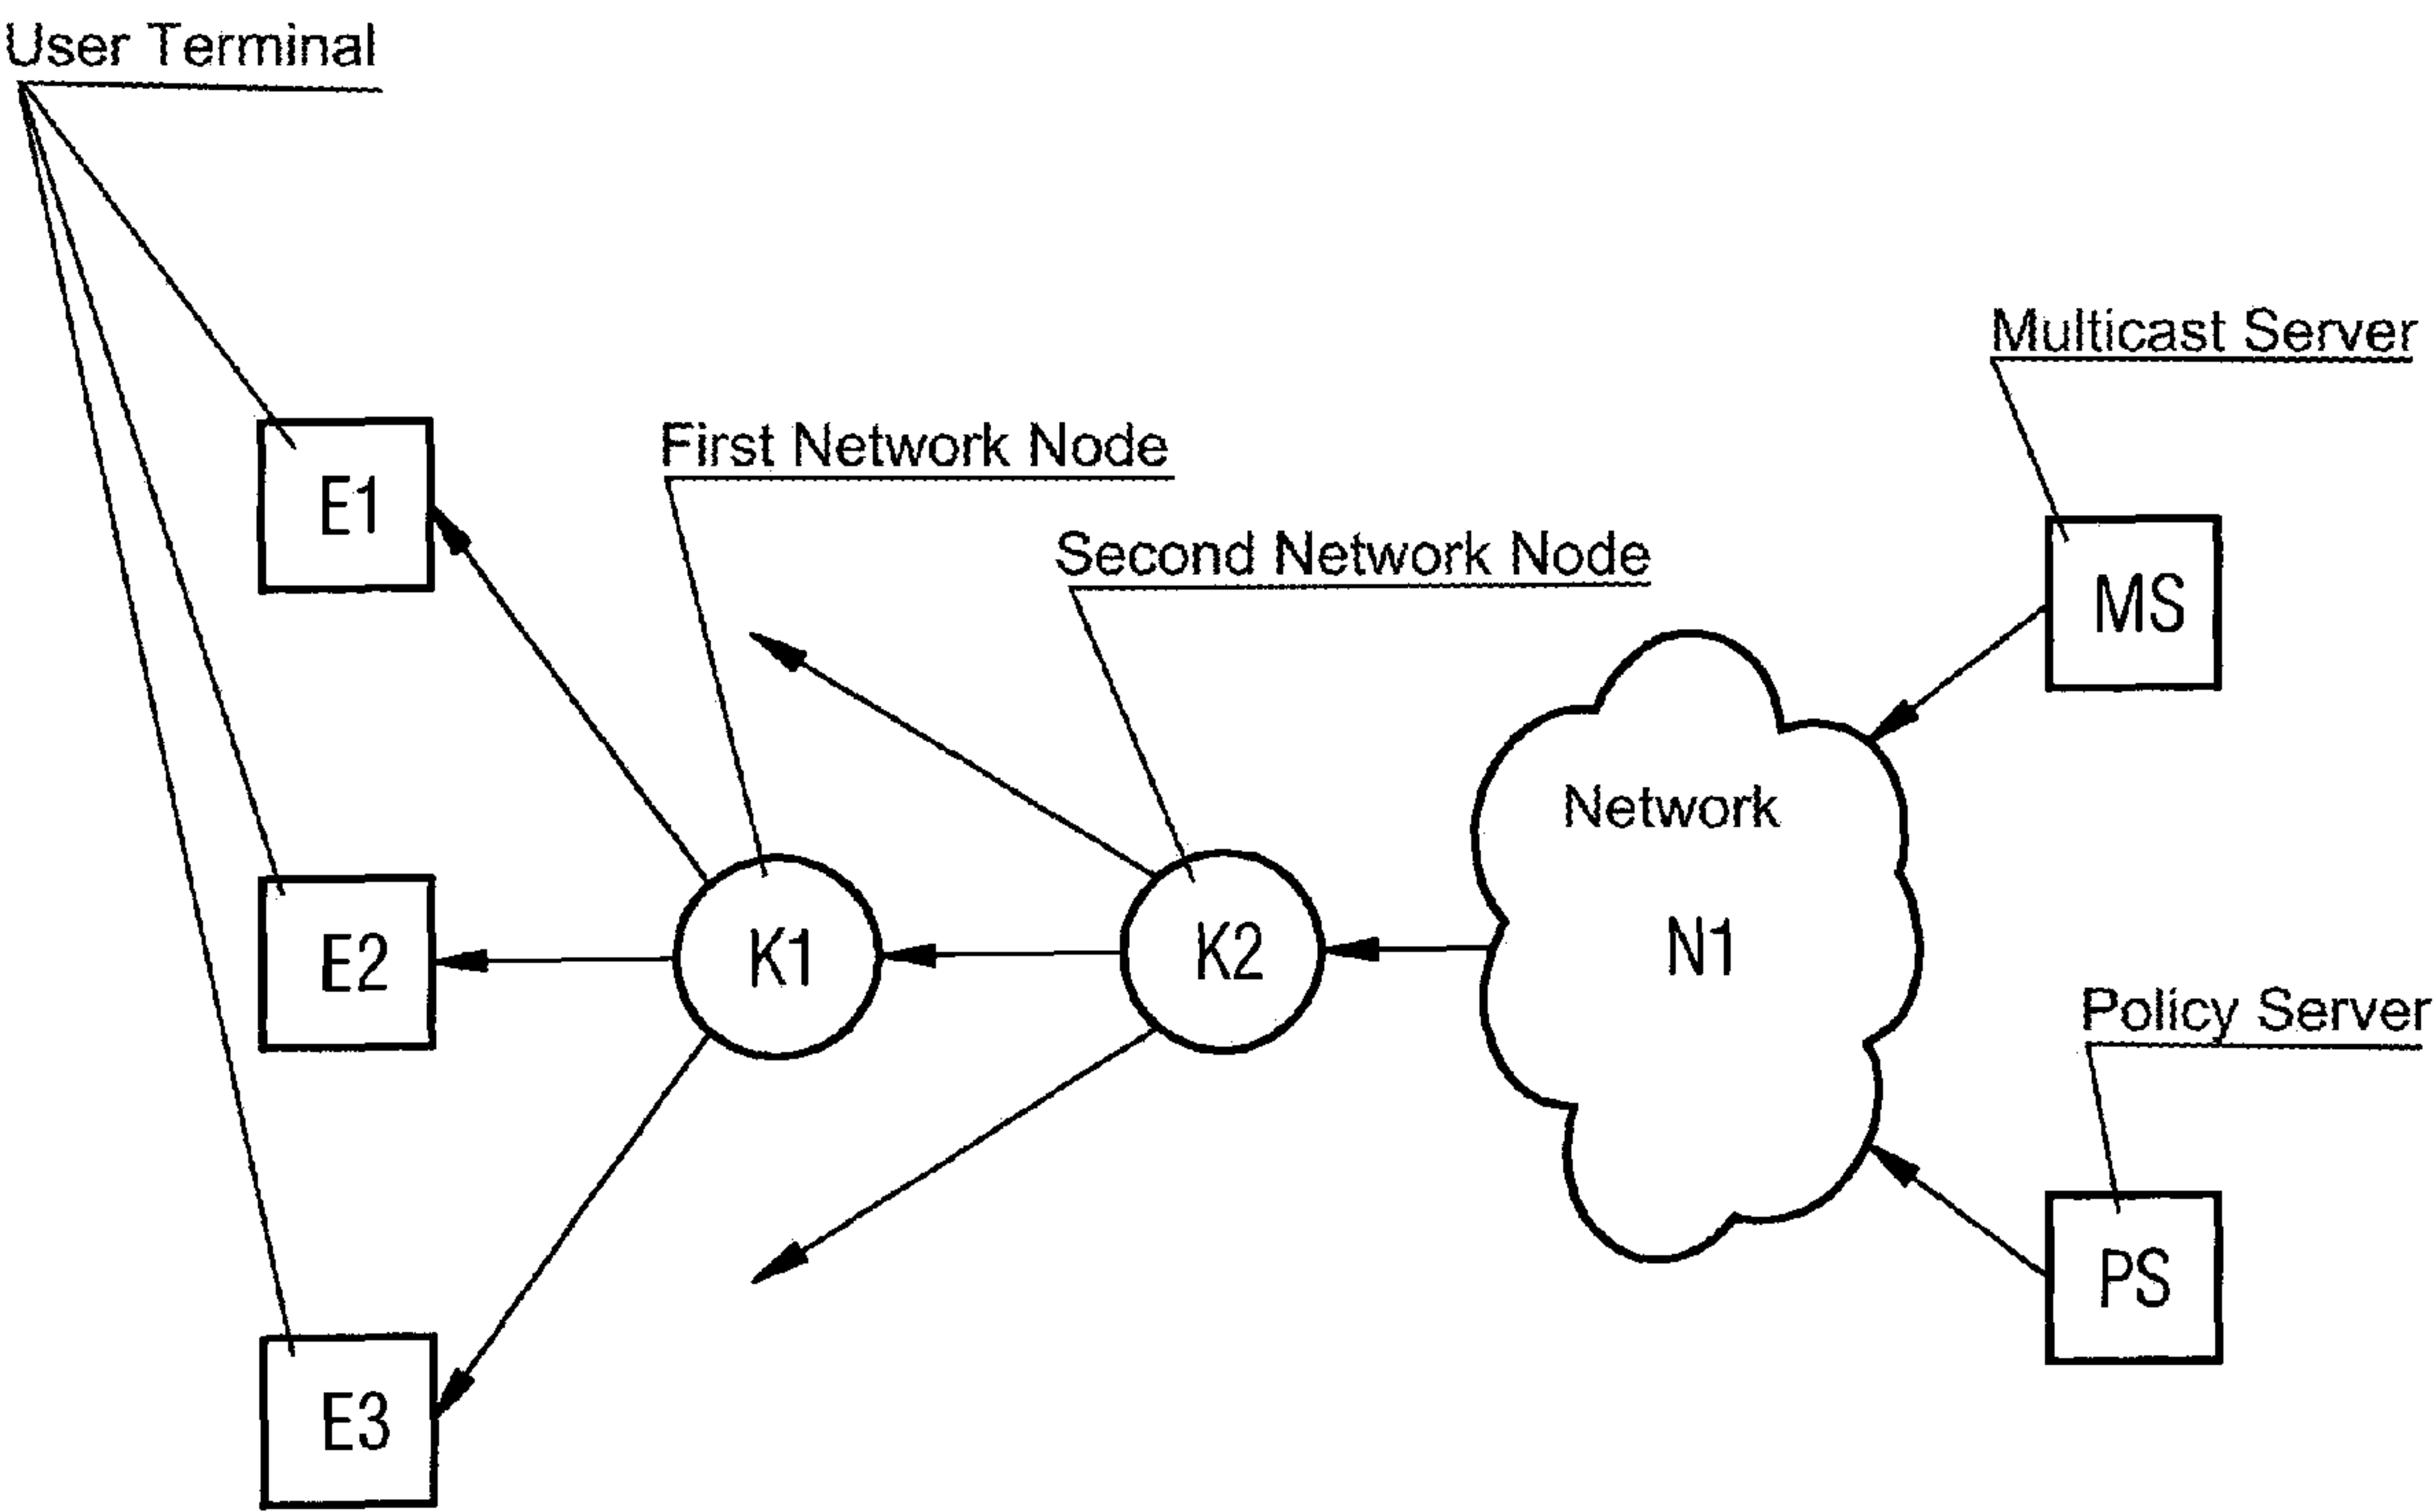 User Terminal
Multicast Server
First Network Node
E1
Second Network Node
MS
Network
K1
K2
N1
E2
Policy Server
PS
E3